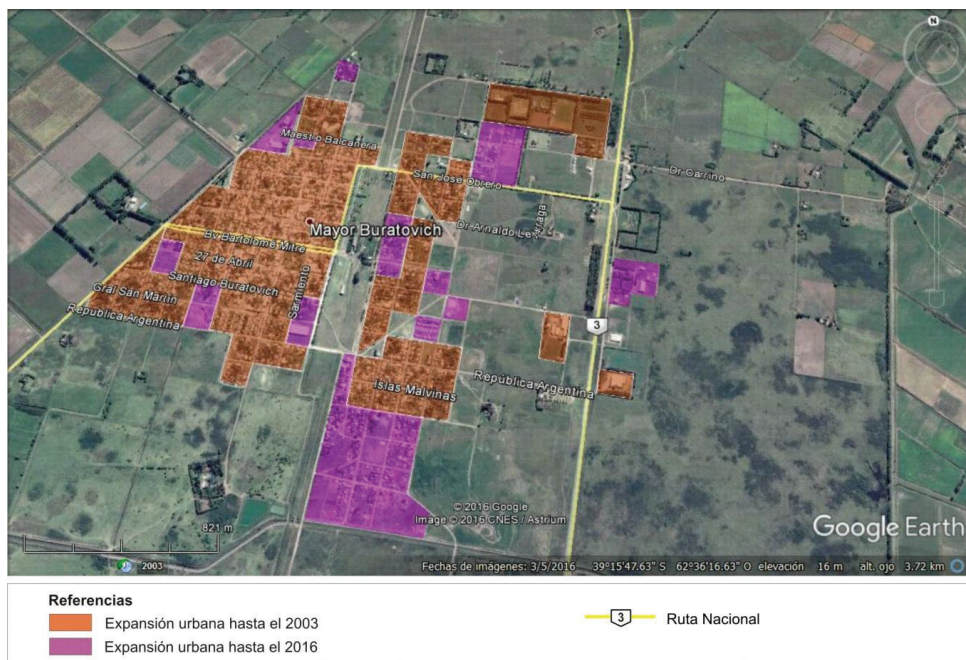 N
Maestro Balcañera
San José Obrero
Dr Carrino
Mayor Buratovich
Dr Arnaldo Le
Bv Bartolomé Mitre
27 de Abril
Santiago Buratovich
Sarmiento
Gral San Martín
República Argentina
3
Islas Malvinas
República Argentina
821 m
© 2016 Google
Image © 2016 CNES / Astrium
Google Earth
2003
Fechas de imágenes: 3/5/2016 39°15'47.63" S 62°36'16.63" O elevación 16 m alt. ojo 3.72 km
Referencias
Expansión urbana hasta el 2003
3 Ruta Nacional
Expansión urbana hasta el 2016